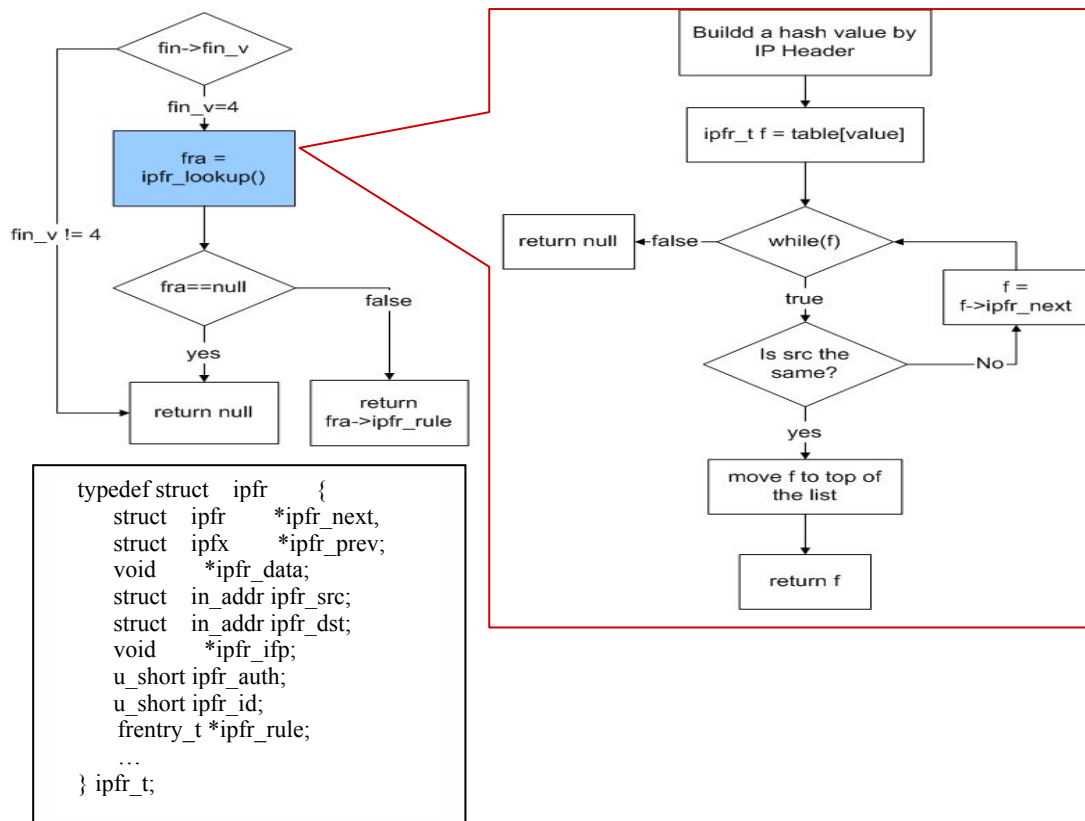 fin->fin_v
fin_v=4
fra =
ipfr_lookup()
fin_v != 4
fra==null
false
yes
return null
return
fra->ipfr_rule
Buildd a hash value by
IP Header
ipfr_t f = table[value]
while(f)
false
return null
true
f =
f->ipfr_next
Is src the
same?
No
yes
move f to top of
the list
return f
typedef struct ipfr {
struct ipfr *ipfr_next,
struct ipfx *ipfr_prev;
void *ipfr_data;
struct in_addr ipfr_src;
struct in_addr ipfr_dst;
void *ipfr_ifp;
u_short ipfr_auth;
u_short ipfr_id;
frentry_t *ipfr_rule;
…
} ipfr_t;